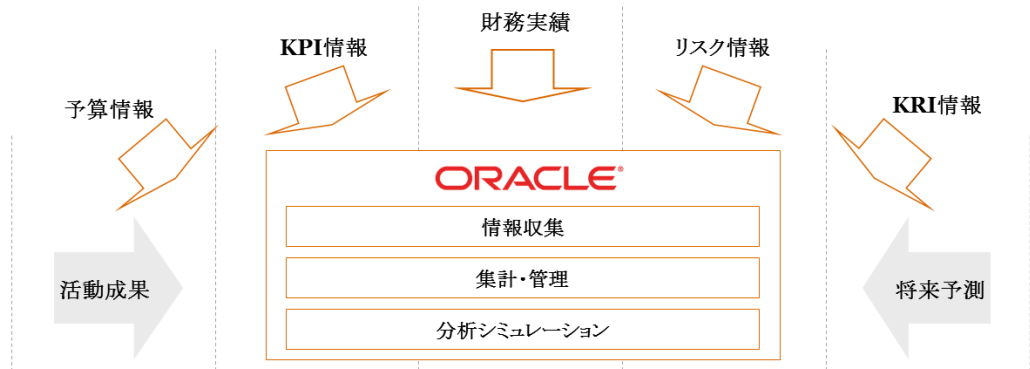 財務実績
KPI情報
リスク情報
予算情報
KRI情報
ORACLE®
情報収集
集計・管理
分析シミュレーション
活動成果
将来予測